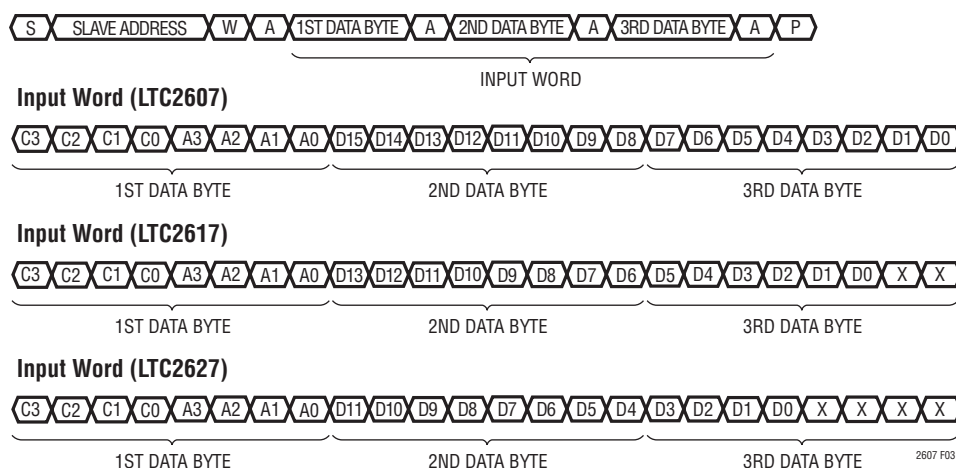 S SLAVE ADDRESS W A 1ST DATA BYTE A 2ND DATA BYTE A 3RD DATA BYTE A P
INPUT WORD
Input Word (LTC2607)
C3 C2 C1 C0 A3 A2 A1 A0 D15 D14 D13 D12 D11 D10 D9 D8 D7 D6 D5 D4 D3 D2 D1 D0
1ST DATA BYTE 2ND DATA BYTE 3RD DATA BYTE
Input Word (LTC2617)
C3 C2 C1 C0 A3 A2 A1 A0 D13 D12 D11 D10 D9 D8 D7 D6 D5 D4 D3 D2 D1 D0 X X
1ST DATA BYTE 2ND DATA BYTE 3RD DATA BYTE
Input Word (LTC2627)
C3 C2 C1 C0 A3 A2 A1 A0 D11 D10 D9 D8 D7 D6 D5 D4 D3 D2 D1 D0 X X X X
1ST DATA BYTE 2ND DATA BYTE 3RD DATA BYTE 2607 F03